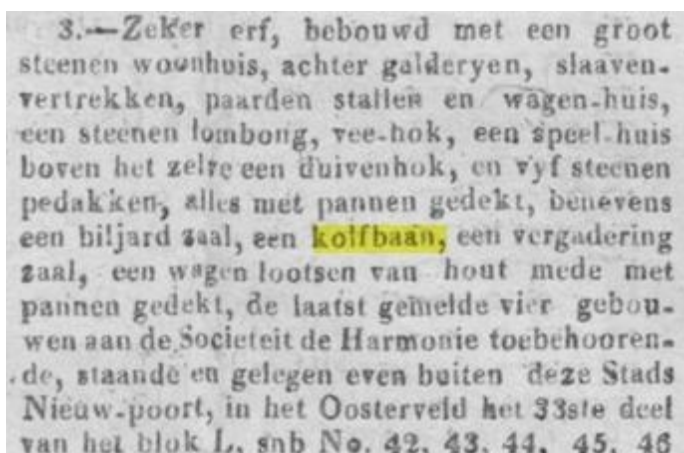 3.—Zeker erf, bebouwd met een groot
steenen woonhuis, achter galderyen, slaaven-
vertrekken, paarden stallen en wagen-huis,
een steenen lombong, vee-hok, een speel-huis
boven het zelve een duivenhok, en vyf steenen
pedakken, alles met pannen gedekt, benevens
een biljard zaal, een kolfbaan, een vergadering
zaal, een wagen lootsen van hout mede met
pannen gedekt, de laatst gemelde vier gebou-
wen aan de Societeit de Harmonie toebehooren-
de, staande en gelegen even buiten deze Stads
Nieuw-poort, in het Oosterveld het 33ste deel
van het blok L. snb No. 42, 43, 44, 45, 46